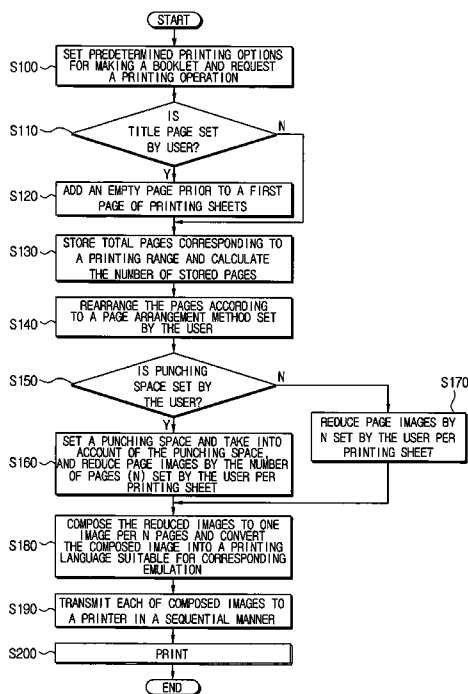 START
S100
SET PREDETERMINED PRINTING OPTIONS
FOR MAKING A BOOKLET AND REQUEST
A PRINTING OPERATION
S110
IS
TITLE PAGE SET
BY USER?
N
Y
S120
ADD AN EMPTY PAGE PRIOR TO A FIRST
PAGE OF PRINTING SHEETS
S130
STORE TOTAL PAGES CORRESPONDING TO
A PRINTING RANGE AND CALCULATE
THE NUMBER OF STORED PAGES
S140
REARRANGE THE PAGES ACCORDING
TO A PAGE ARRANGEMENT METHOD SET
BY THE USER
S150
IS PUNCHING
SPACE SET BY
THE USER?
N
Y
S170
REDUCE PAGE IMAGES BY
N SET BY THE USER PER
PRINTING SHEET
S160
SET A PUNCHING SPACE AND TAKE INTO
ACCOUNT OF THE PUNCHING SPACE,
AND REDUCE PAGE IMAGES BY THE NUMBER
OF PAGES (N) SET BY THE USER PER
PRINTING SHEET
S180
COMPOSE THE REDUCED IMAGES TO ONE
IMAGE PER N PAGES AND CONVERT
THE COMPOSED IMAGE INTO A PRINTING
LANGUAGE SUITABLE FOR CORRESPONDING
EMULATION
S190
TRANSMIT EACH OF COMPOSED IMAGES TO
A PRINTER IN A SEQUENTIAL MANNER
S200
PRINT
END